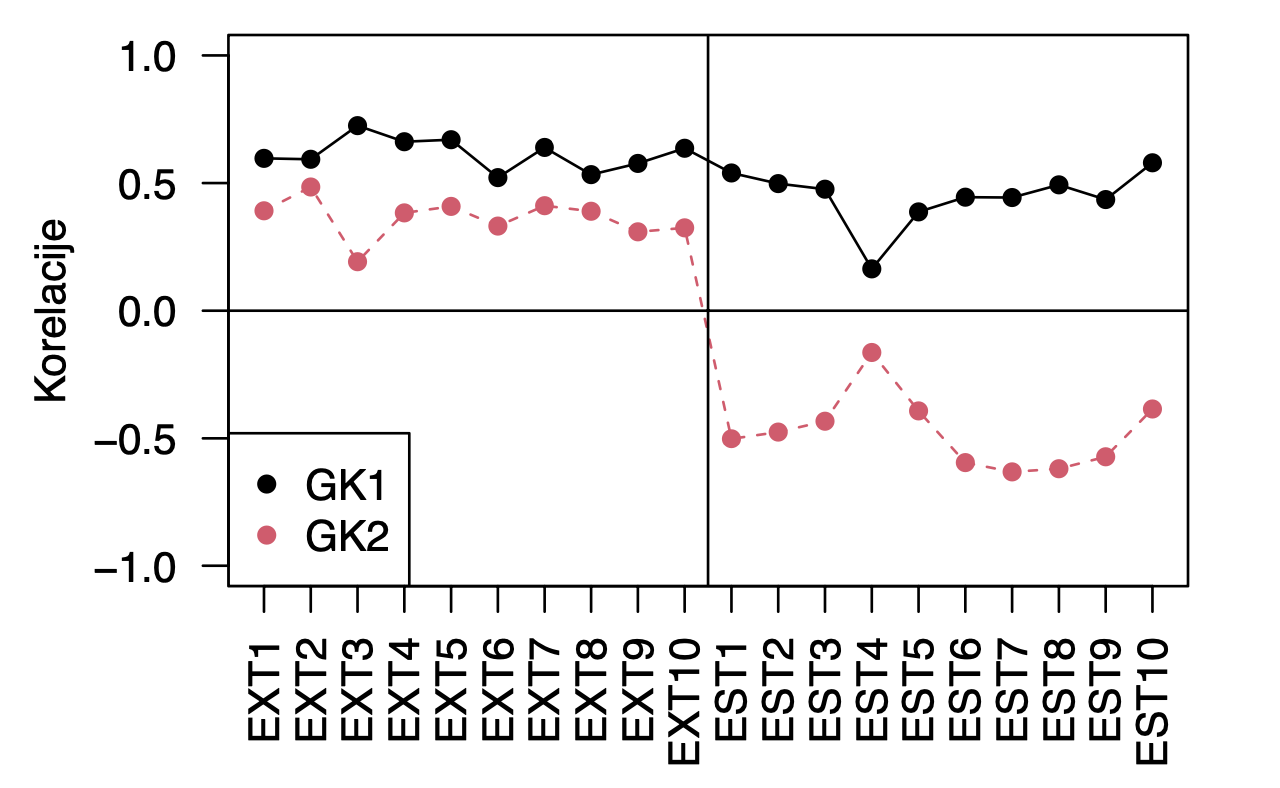 Korelacije
1.0
0.5
0.0
−0.5
−1.0
GK1
GK2
EXT1
EXT2
EXT3
EXT4
EXT5
EXT6
EXT7
EXT8
EXT9
EXT10
EST1
EST2
EST3
EST4
EST5
EST6
EST7
EST8
EST9
EST10